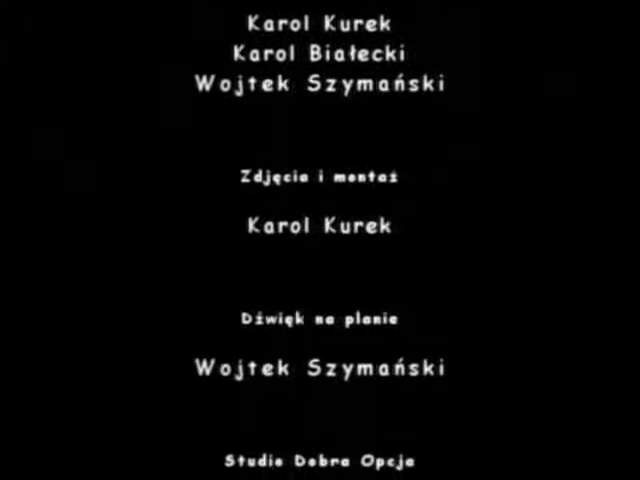 Karol Kurek
Karol Białecki
Wojtek Szymański
Zdjęcia i montaż
Karol Kurek
Dźwięk na planie
Wojtek Szymański
Studio Dobra Opcja